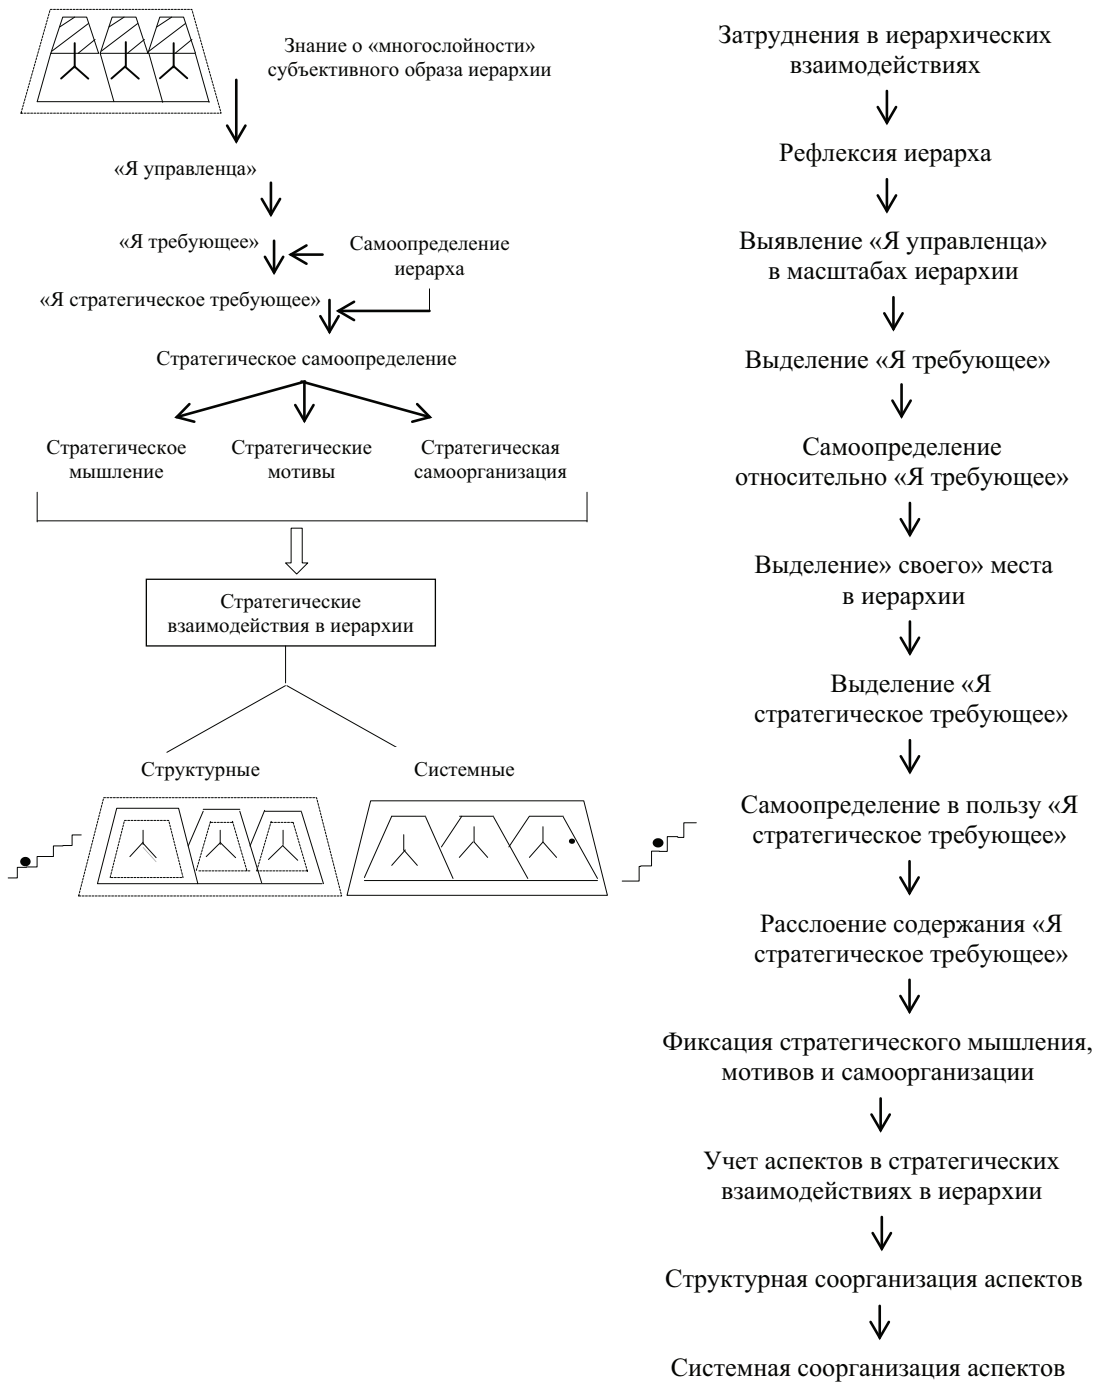 Знание о «многослойности»
субъективного образа иерархии
«Я управленца»
«Я требующее»
Самоопределение
иерарха
«Я стратегическое требующее»
Стратегическое самоопределение
Стратегическое
мышление
Стратегические
мотивы
Стратегическая
самоорганизация
Стратегические
взаимодействия в иерархии
Структурные
Системные
Затруднения в иерархических
взаимодействиях
Рефлексия иерарха
Выявление «Я управленца»
в масштабах иерархии
Выделение «Я требующее»
Самоопределение
относительно «Я требующее»
Выделение» своего» места
в иерархии
Выделение «Я
стратегическое требующее»
Самоопределение в пользу «Я
стратегическое требующее»
Расслоение содержания «Я
стратегическое требующее»
Фиксация стратегического мышления,
мотивов и самоорганизации
Учет аспектов в стратегических
взаимодействиях в иерархии
Структурная соорганизация аспектов
Системная соорганизация аспектов